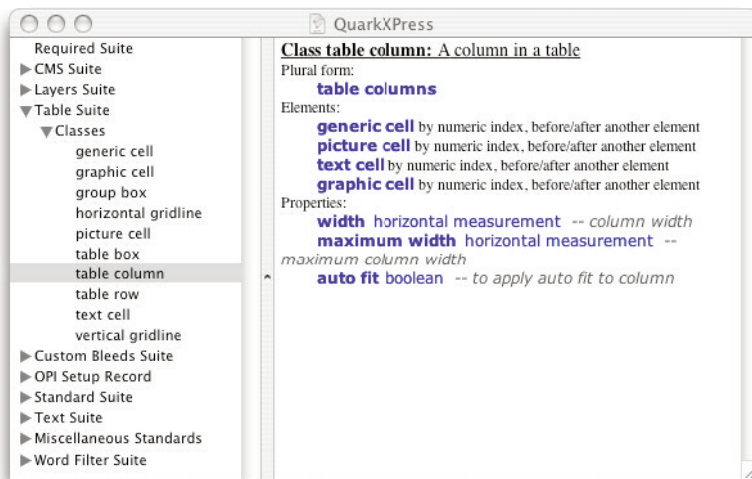 QuarkXPress
Required Suite
CMS Suite
Layers Suite
Table Suite
Classes
generic cell
graphic cell
group box
horizontal gridline
picture cell
table box
table column
table row
text cell
vertical gridline
Custom Bleeds Suite
OPI Setup Record
Standard Suite
Text Suite
Miscellaneous Standards
Word Filter Suite
Class table column: A column in a table
Plural form:
table columns
Elements:
generic cell by numeric index, before/after another element
picture cell by numeric index, before/after another element
text cell by numeric index, before/after another element
graphic cell by numeric index, before/after another element
Properties:
width horizontal measurement -- column width
maximum width horizontal measurement --
maximum column width
auto fit boolean -- to apply auto fit to column